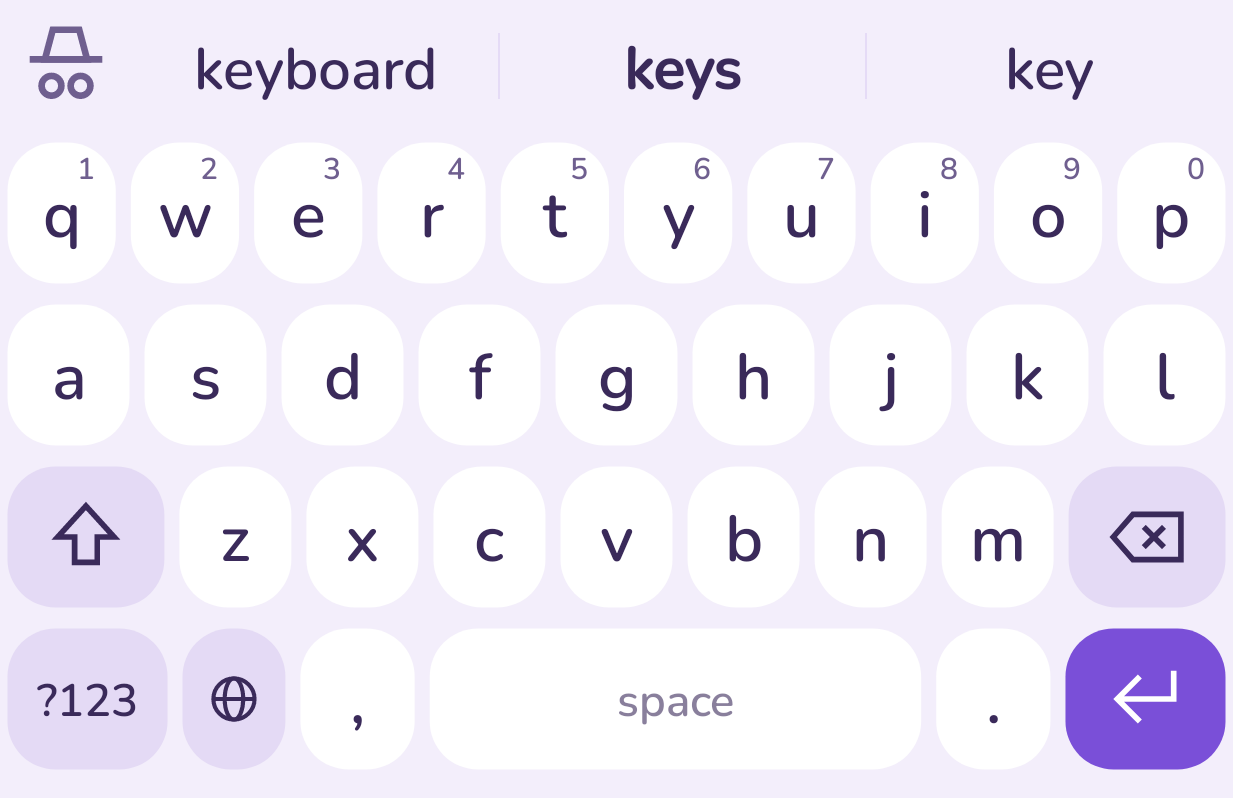 keyboard keys key
1 2 3 4 5 6 7 8 9 0
q w e r t y u i o p
a s d f g h j k l
z x c v b n m
?123 , space .